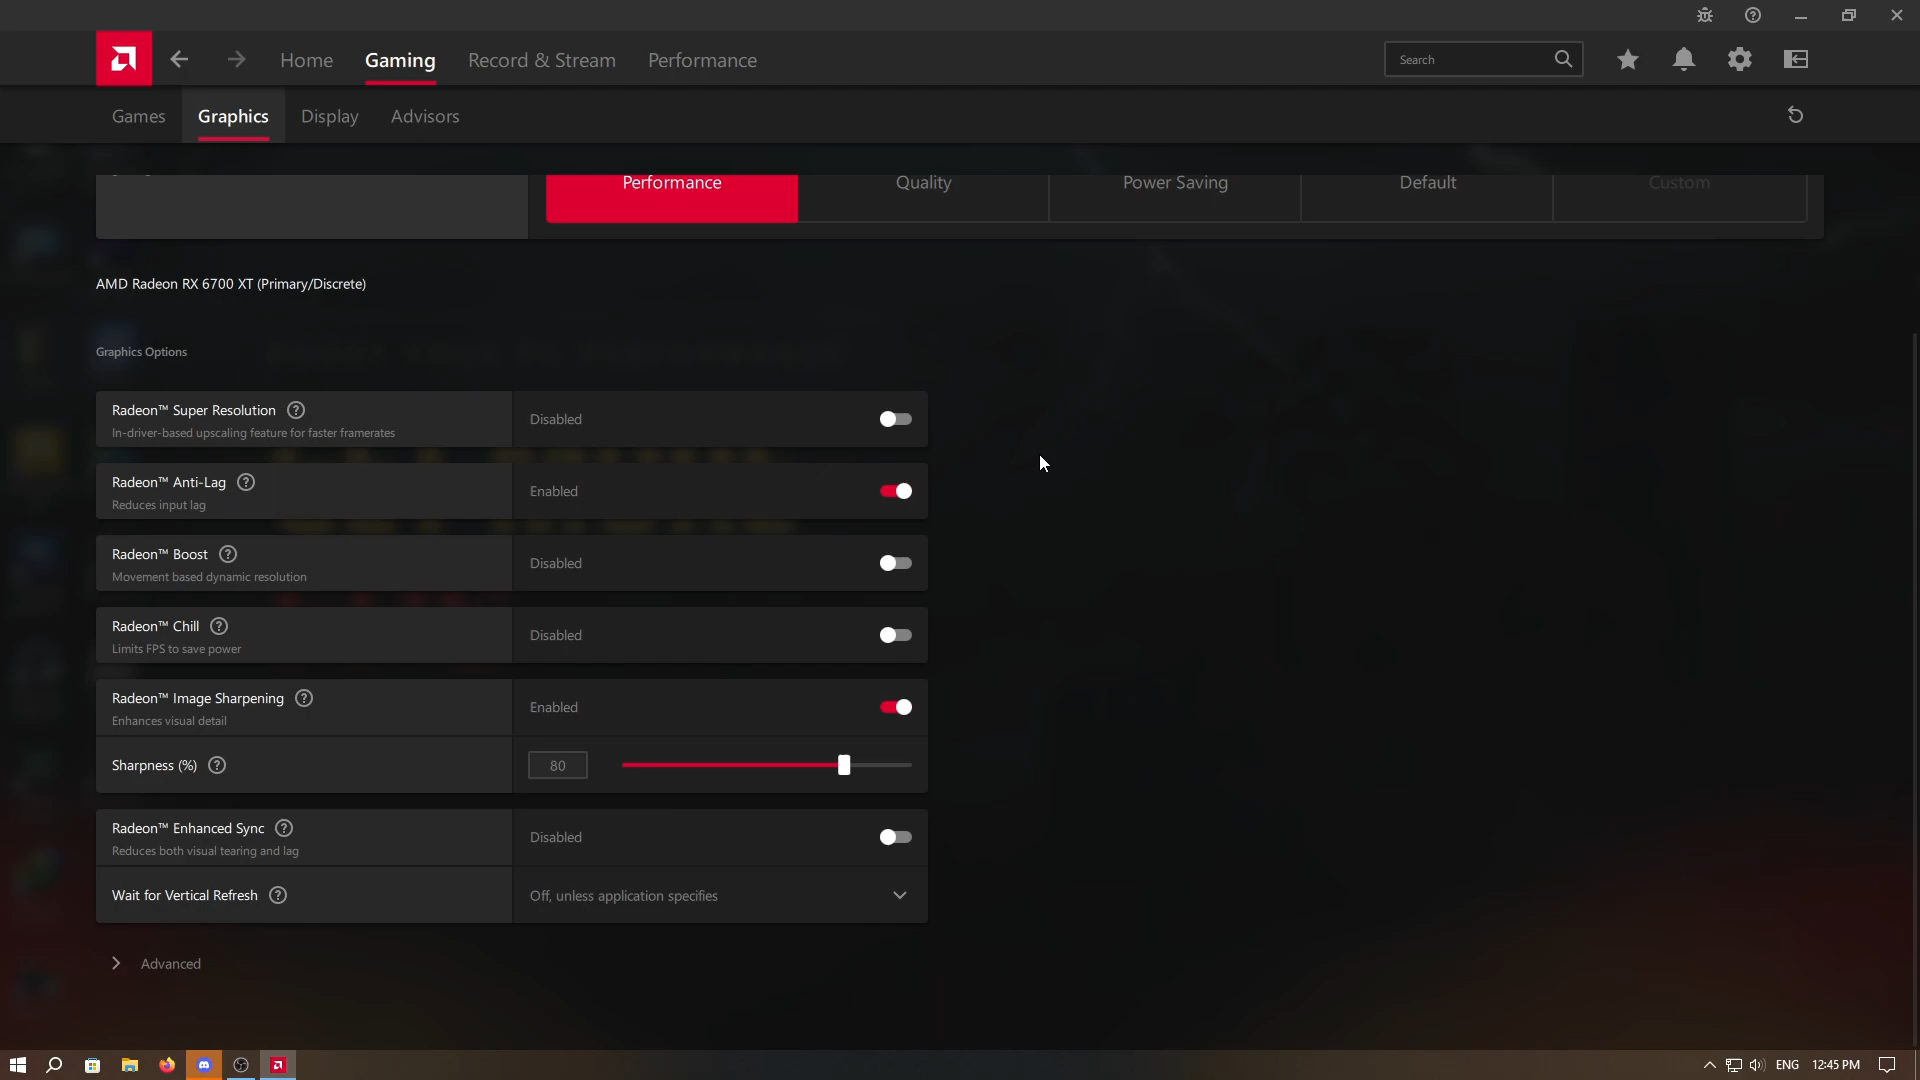 Home
Gaming
Record & Stream
Performance
Search
Games
Graphics
Display
Advisors
Performance
Quality
Power Saving
Default
Custom
AMD Radeon RX 6700 XT (Primary/Discrete)
Graphics Options
Radeon™ Super Resolution ?
In-driver-based upscaling feature for faster framerates
Disabled
Radeon™ Anti-Lag ?
Reduces input lag
Enabled
Radeon™ Boost ?
Movement based dynamic resolution
Disabled
Radeon™ Chill ?
Limits FPS to save power
Disabled
Radeon™ Image Sharpening ?
Enhances visual detail
Enabled
Sharpness (%) ?
80
Radeon™ Enhanced Sync ?
Reduces both visual tearing and lag
Disabled
Wait for Vertical Refresh ?
Off, unless application specifies
Advanced
ENG
12:45 PM